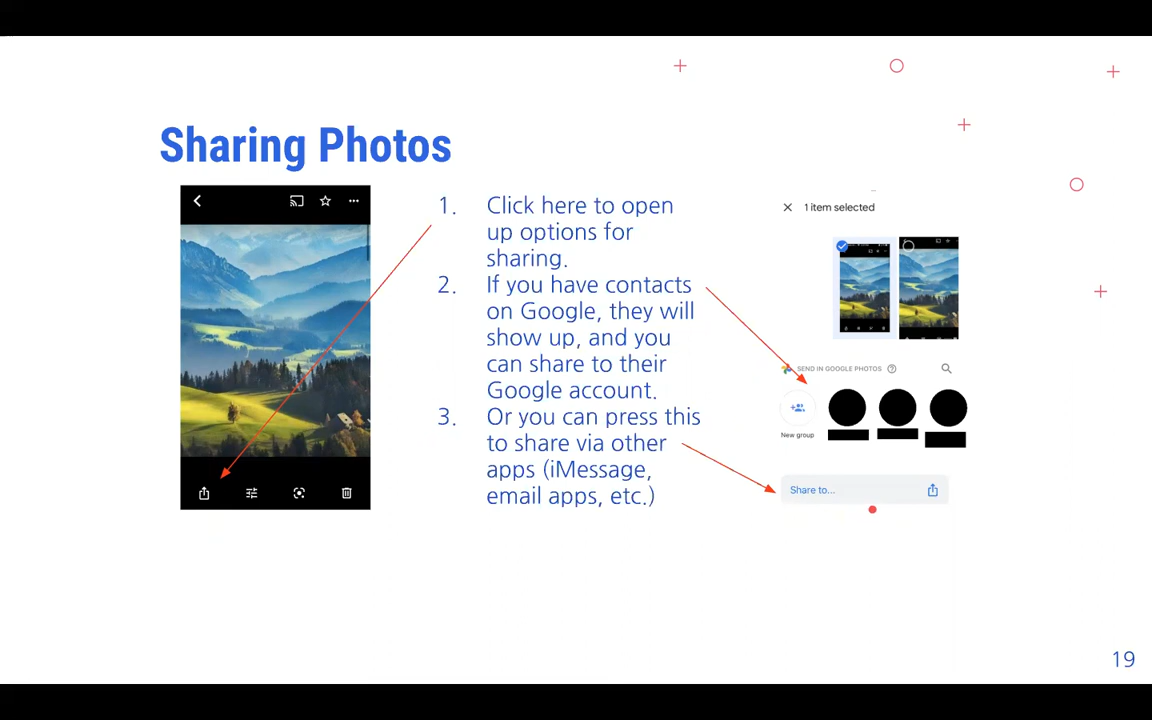 Sharing Photos
1. Click here to open
up options for
sharing.
2. If you have contacts
on Google, they will
show up, and you
can share to their
Google account.
3. Or you can press this
to share via other
apps (iMessage,
email apps, etc.)
1 item selected
SEND IN GOOGLE PHOTOS
New group
Share to...
19